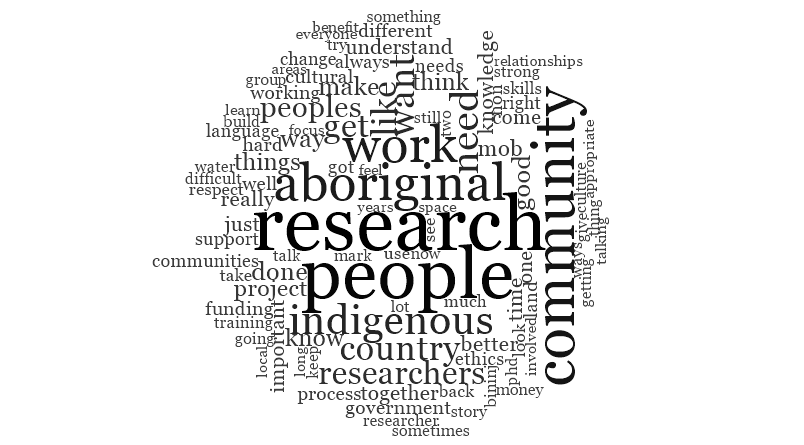 something
benefit different
everyone
try understand
change always needs relationships
areas strong
group cultural make think knowledge skills
working like want need non right
learn peoples get still two come
build
language focus way work mob
hard
things got feel good
water
difficult well aboriginal
respect
really years space
just research see
support
communities talk mark use now people community
take done one
project
lot much
funding indigenous time land
training
going know country better look
local important long keep researchers ethics phd involved
process together back bininj money
government story
researcher
sometimes
appropriate
culture
give
thing
talking
ways
getting